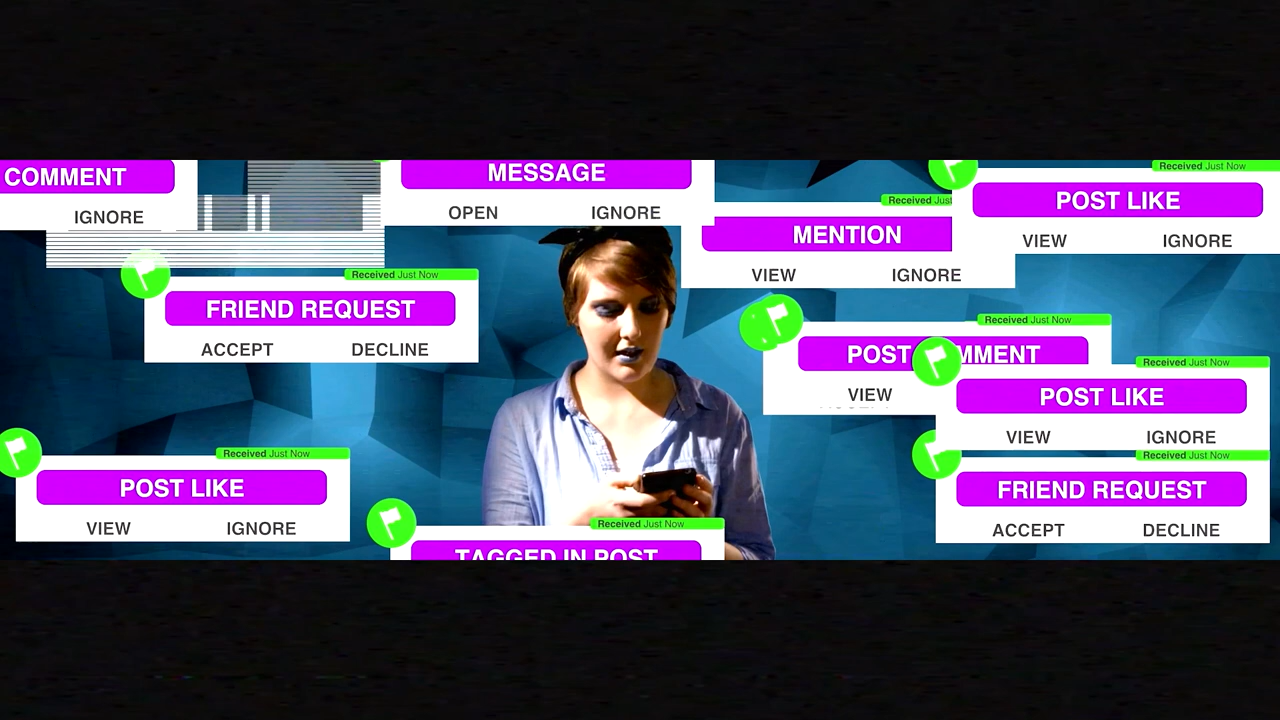 COMMENT
IGNORE
MESSAGE
OPEN IGNORE
Received Just Now
POST LIKE
VIEW IGNORE
Received Just
MENTION
VIEW IGNORE
Received Just Now
FRIEND REQUEST
ACCEPT DECLINE
Received Just Now
POST
VIEW
Received Just Now
POST LIKE
VIEW IGNORE
Received Just Now
POST LIKE
VIEW IGNORE
Received Just Now
FRIEND REQUEST
ACCEPT DECLINE
Received Just Now
TAGGED IN POST